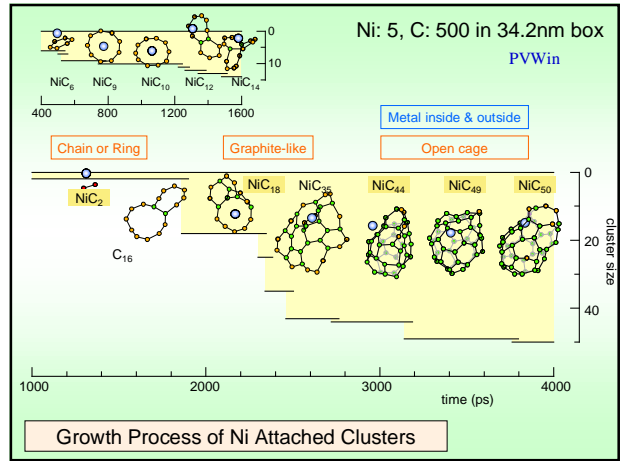 Ni: 5, C: 500 in 34.2nm box
PVWin
0
10
NiC6 NiC9 NiC10 NiC12 NiC14
400 800 1200 1600
Metal inside & outside
Chain or Ring Graphite-like Open cage
0
NiC2 C16 NiC18 NiC35 NiC44 NiC49 NiC50
20
40
cluster size
1000 2000 3000 4000
time (ps)
Growth Process of Ni Attached Clusters